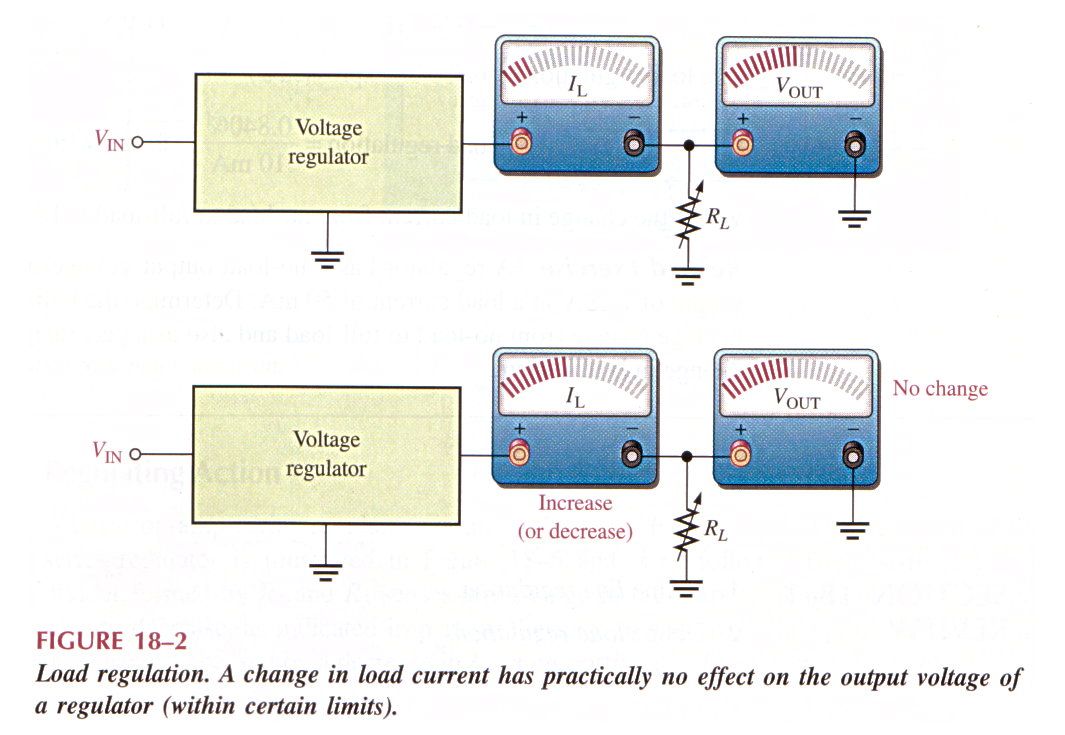 I_L
V_OUT
+ −
+ −
V_IN
Voltage
regulator
R_L
I_L
V_OUT
No change
+ −
+ −
V_IN
Voltage
regulator
Increase
(or decrease)
R_L
FIGURE 18–2
Load regulation. A change in load current has practically no effect on the output voltage of
a regulator (within certain limits).